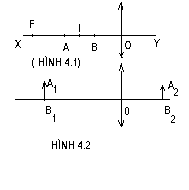 F I
X A B O Y
( HÌNH 4.1)
A1 A2
B1 0 B2
HÌNH 4.2